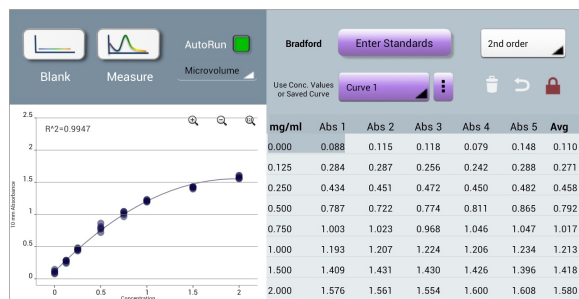 Blank
Measure
AutoRun
Microvolume
Bradford
Enter Standards
2nd order
Use Conc. Values
or Saved Curve
Curve 1
R^2=0.9947
2.5
2
1.5
1
0.5
0
10 mm Absorbance
0 0.5 1 1.5 2
Concentration
mg/ml Abs 1 Abs 2 Abs 3 Abs 4 Abs 5 Avg
0.000 0.088 0.115 0.118 0.079 0.148 0.110
0.125 0.284 0.287 0.256 0.242 0.288 0.271
0.250 0.434 0.451 0.472 0.450 0.482 0.458
0.500 0.787 0.722 0.774 0.811 0.865 0.792
0.750 1.003 1.023 0.968 1.046 1.047 1.017
1.000 1.193 1.207 1.224 1.206 1.234 1.213
1.500 1.409 1.431 1.430 1.426 1.396 1.418
2.000 1.576 1.561 1.554 1.600 1.608 1.580